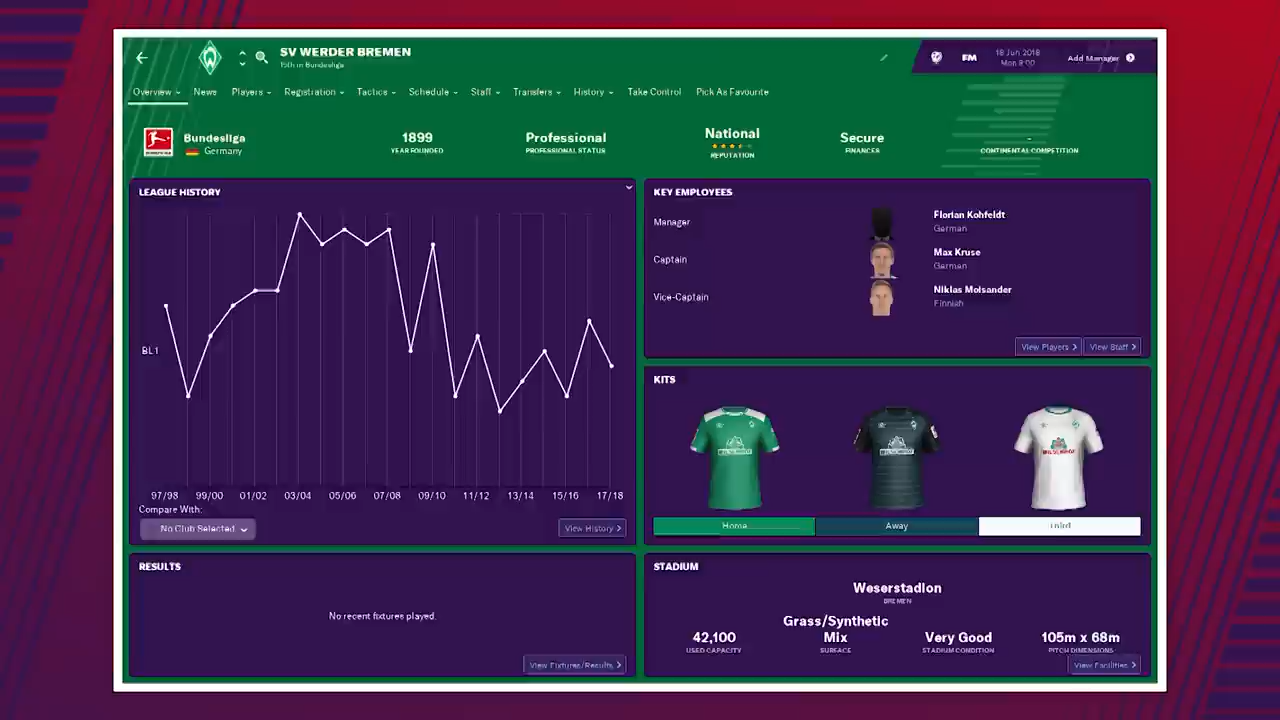 SV WERDER BREMEN
15th in Bundesliga
FM
18 Jun 2018
Mon 9:00
Add Manager
Overview
News
Players
Registration
Tactics
Schedule
Staff
Transfers
History
Take Control
Pick As Favourite
Bundesliga
Germany
1899
YEAR FOUNDED
Professional
PROFESSIONAL STATUS
National
REPUTATION
Secure
FINANCES
-
CONTINENTAL COMPETITION
LEAGUE HISTORY
BL1
97/98 99/00 01/02 03/04 05/06 07/08 09/10 11/12 13/14 15/16 17/18
Compare With:
No Club Selected
View History
KEY EMPLOYEES
Manager
Florian Kohfeldt
German
Captain
Max Kruse
German
Vice-Captain
Niklas Moisander
Finnish
View Players
View Staff
KITS
WIESENHOF
WIESENHOF
WIESENHOF
Home
Away
Third
RESULTS
No recent fixtures played.
View Fixtures/Results
STADIUM
Weserstadion
BREMEN
42,100
USED CAPACITY
Grass/Synthetic
Mix
SURFACE
Very Good
STADIUM CONDITION
105m x 68m
PITCH DIMENSIONS
View Facilities